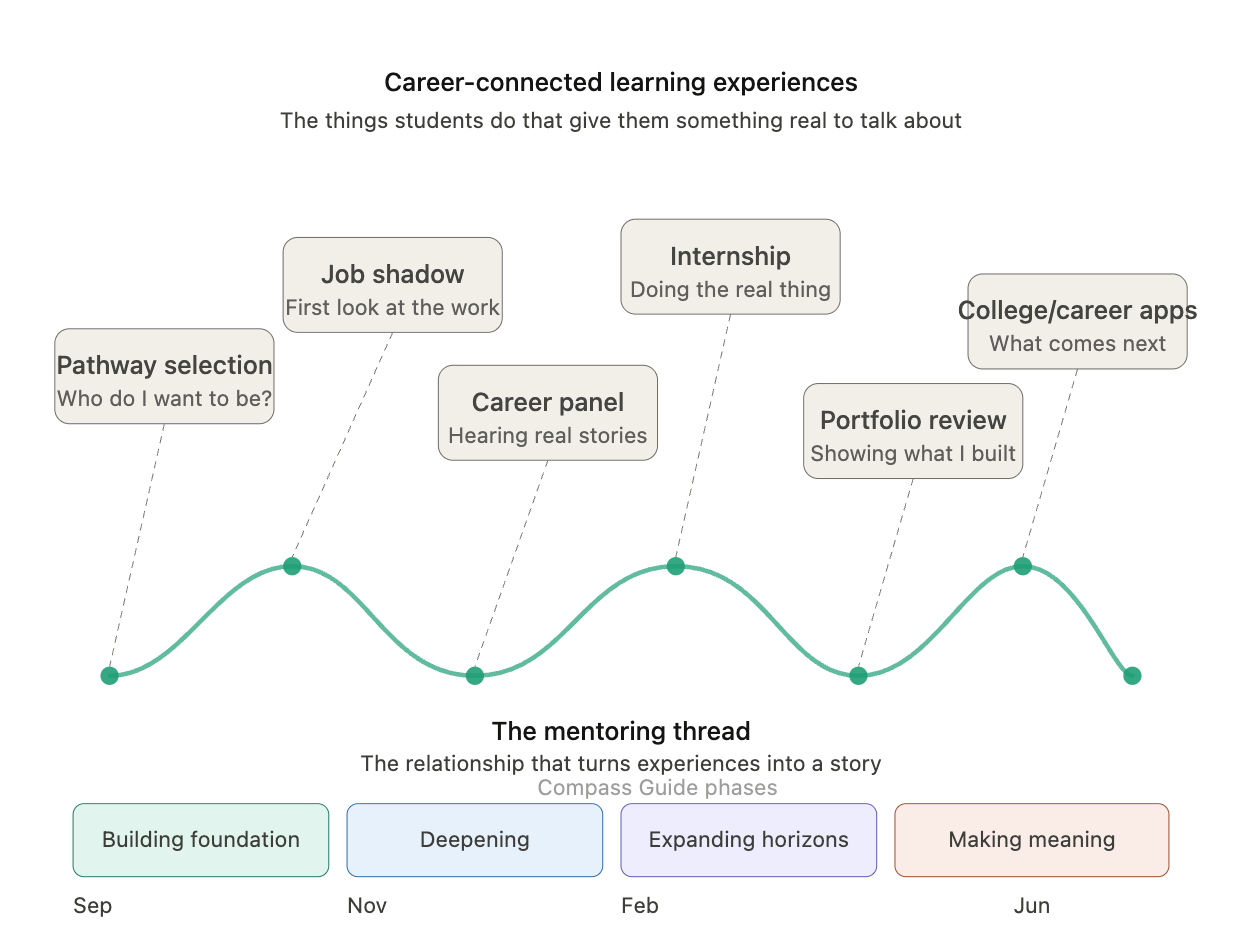 Career-connected learning experiences
The things students do that give them something real to talk about
Pathway selection
Who do I want to be?
Job shadow
First look at the work
Career panel
Hearing real stories
Internship
Doing the real thing
Portfolio review
Showing what I built
College/career apps
What comes next
The mentoring thread
The relationship that turns experiences into a story
Compass Guide phases
Building foundation
Deepening
Expanding horizons
Making meaning
Sep
Nov
Feb
Jun